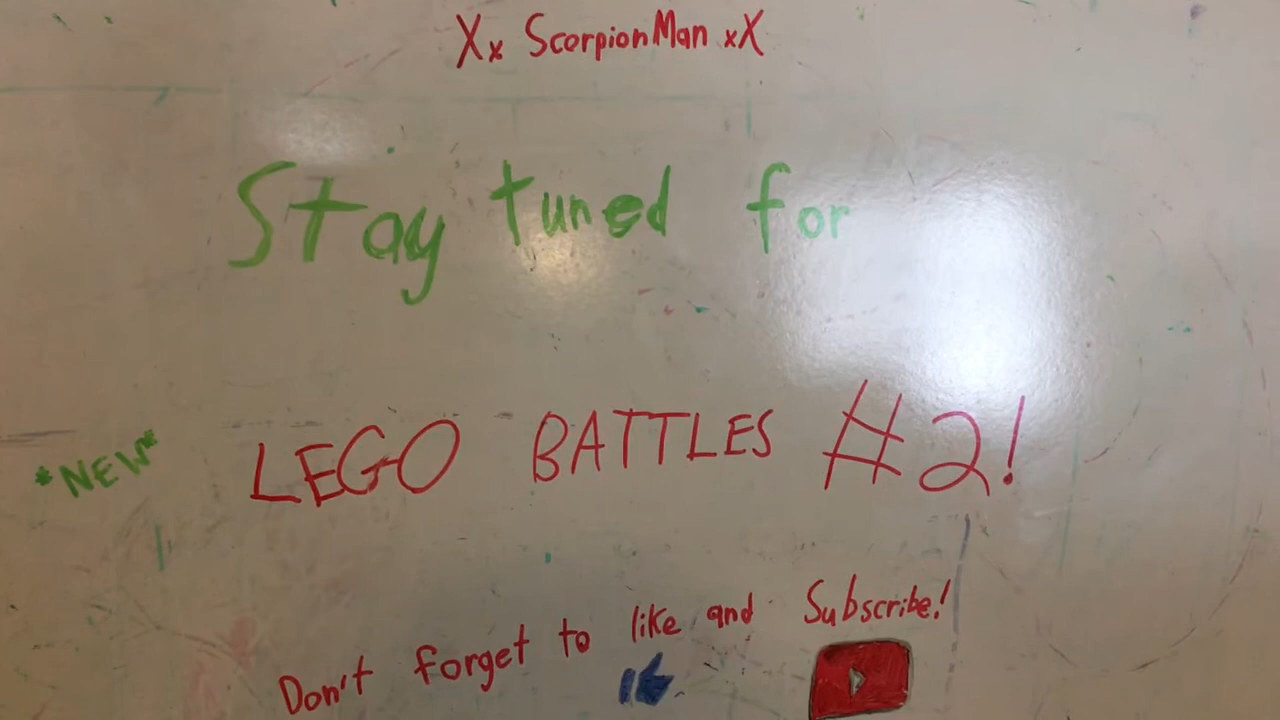 Xx ScorpionMan xX
Stay tuned for
*NEW* LEGO BATTLES #2!
Don't forget to like and Subscribe!